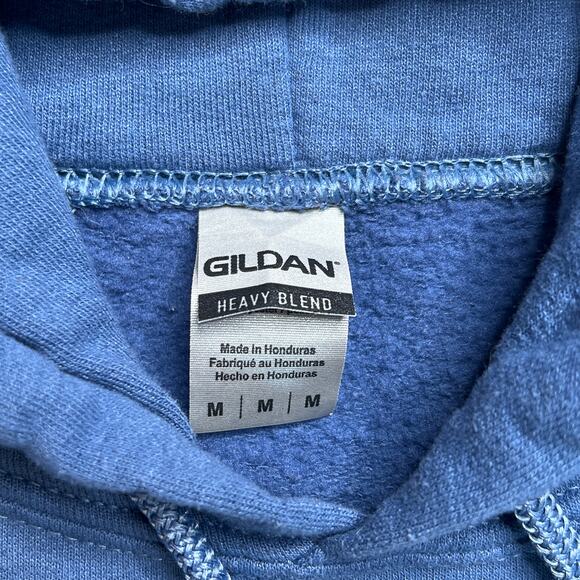 GILDAN
HEAVY BLEND
Made in Honduras
Fabriqué au Honduras
Hecho en Honduras
M | M | M